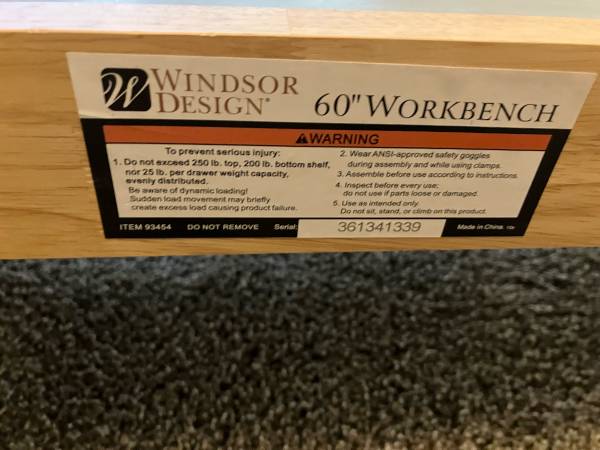 W WINDSOR
DESIGN®
60" WORKBENCH
WARNING
To prevent serious injury:
1. Do not exceed 250 lb. top, 200 lb. bottom shelf,
nor 25 lb. per drawer weight capacity,
evenly distributed.
Be aware of dynamic loading!
Sudden load movement may briefly
create excess load causing product failure.
2. Wear ANSI-approved safety goggles
during assembly and while using clamps.
3. Assemble before use according to instructions.
4. Inspect before every use;
do not use if parts loose or damaged.
5. Use as intended only.
Do not sit, stand, or climb on this product.
ITEM 93454 DO NOT REMOVE Serial: 361341339 Made in China